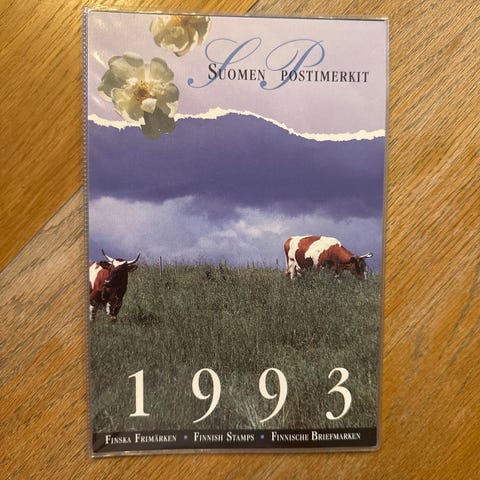 SUOMEN POSTIMERKIT
1993
FINSKA FRIMÄRKEN • FINNISH STAMPS • FINNISCHE BRIEFMARKEN